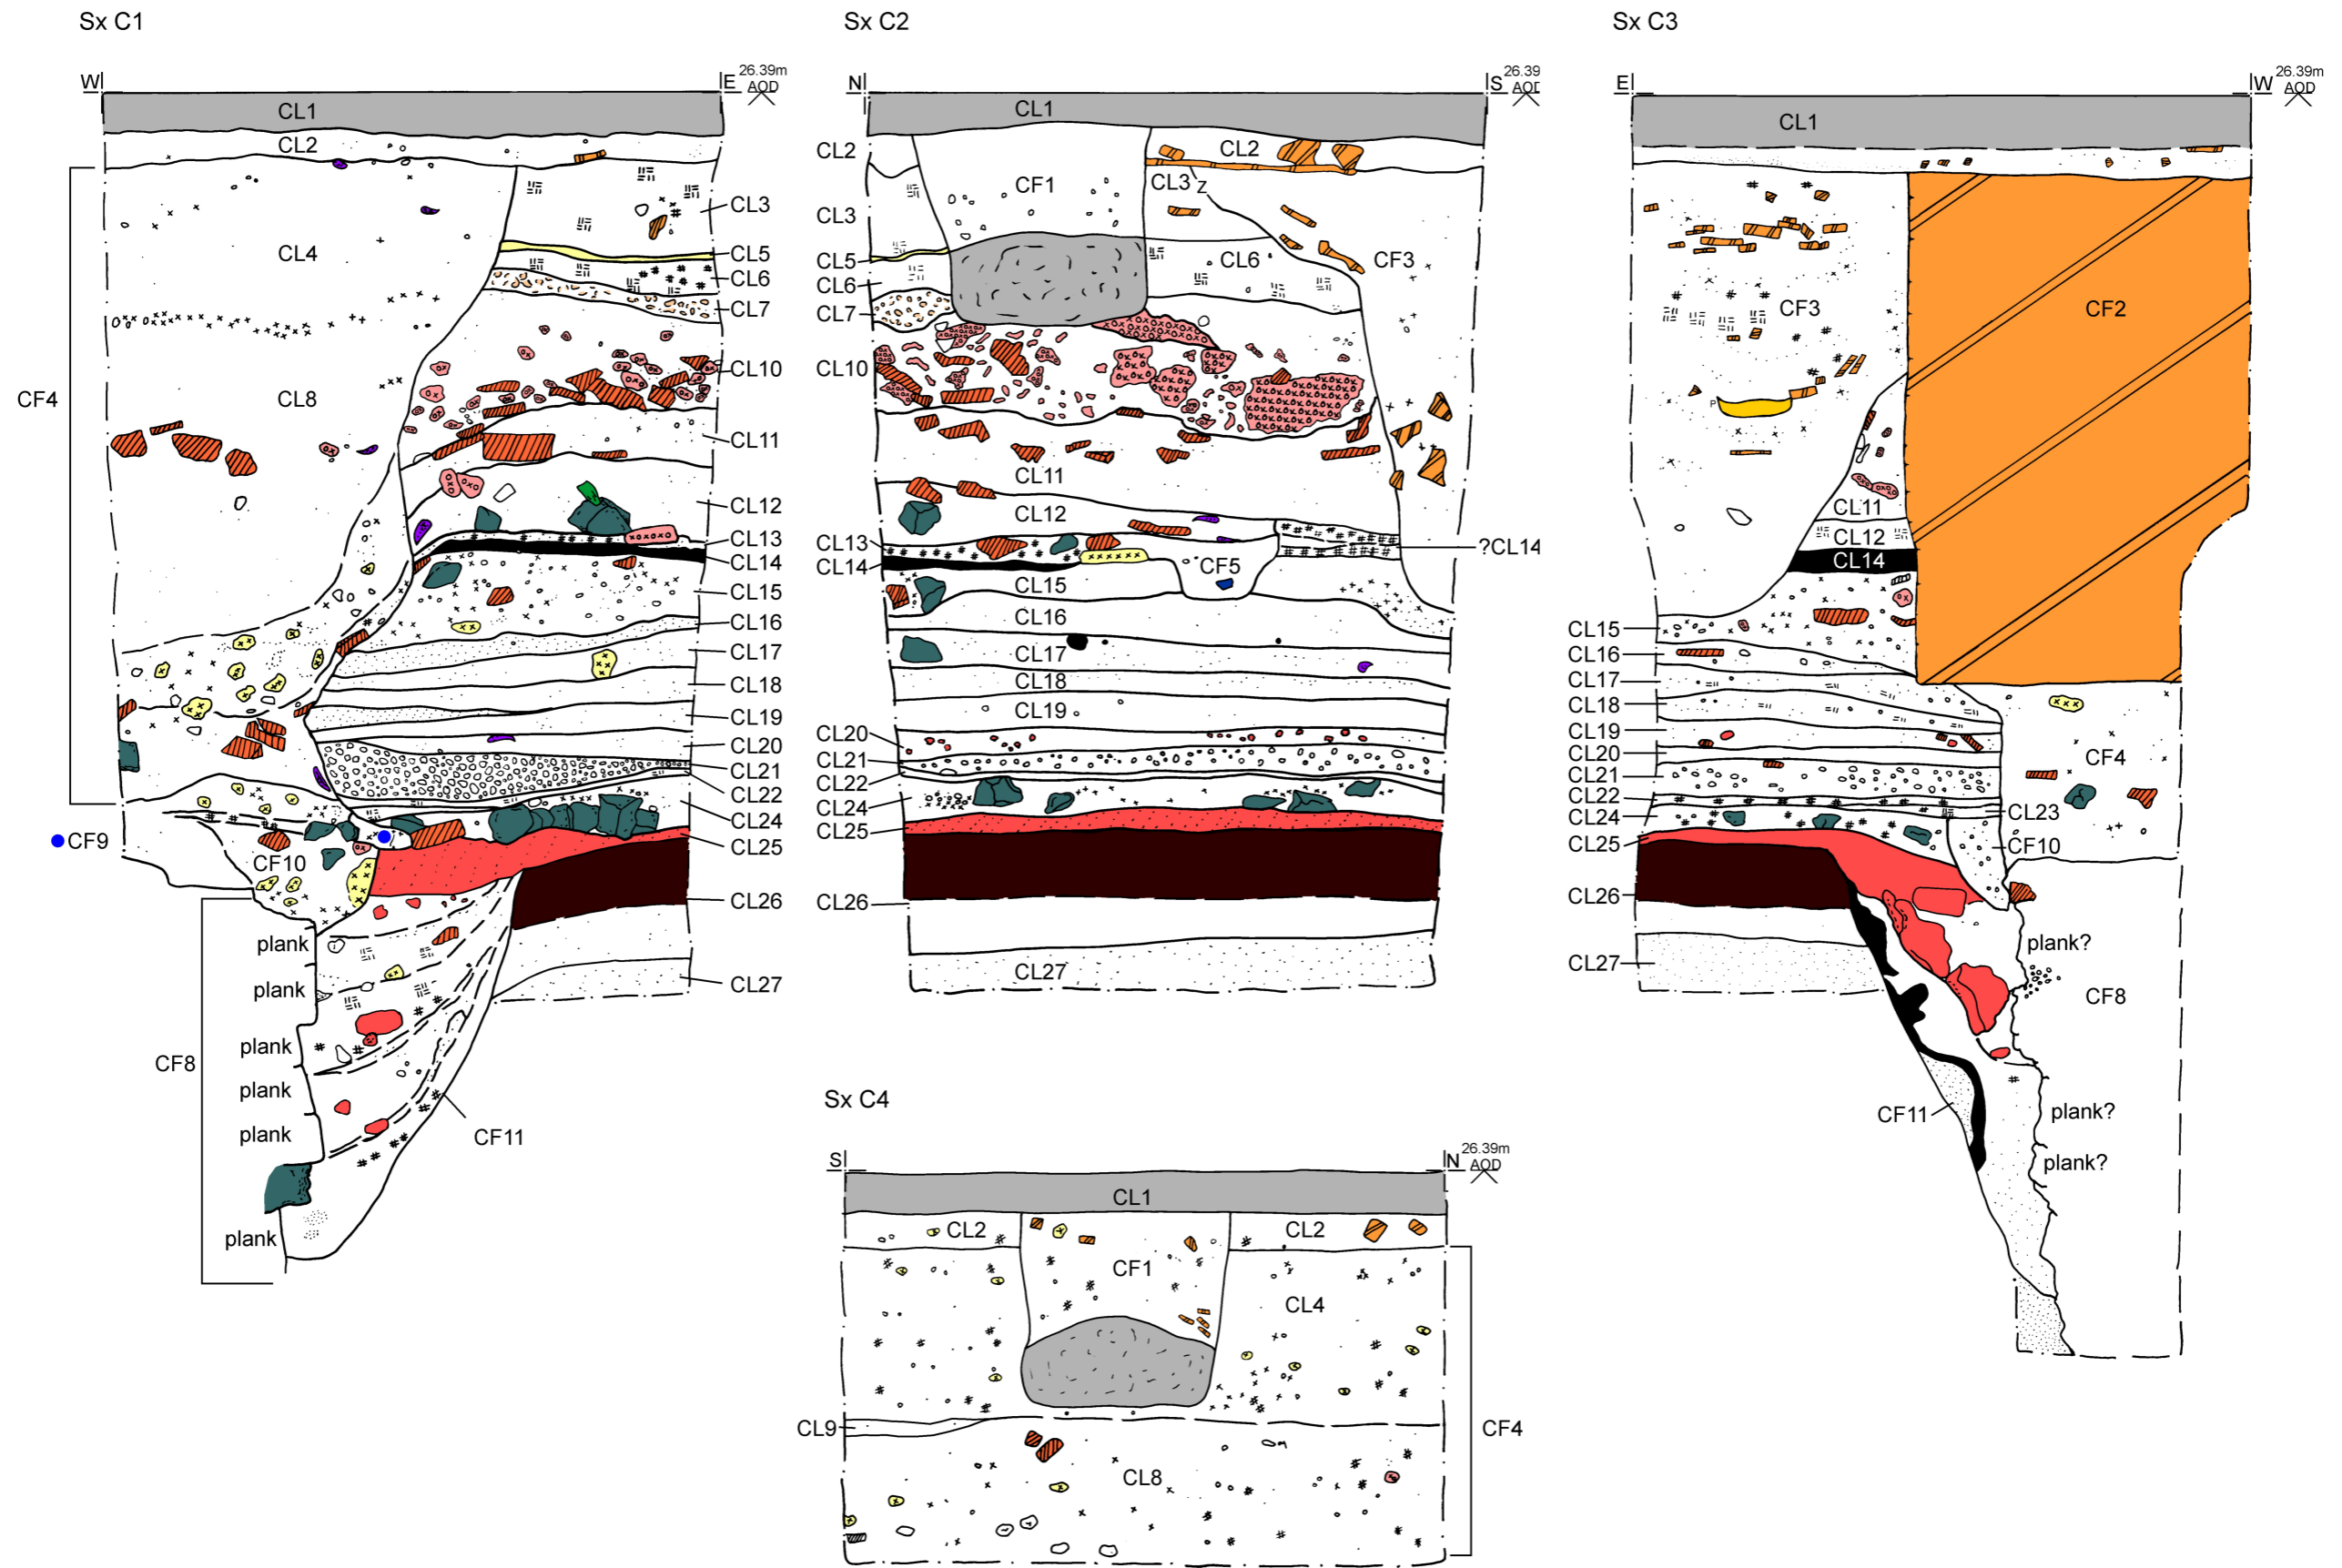 Sx C1
W
E
26.39m
AOD
CL1
CL2
CL3
CL4
CL5
CL6
CL7
CL10
CF4
CL8
CL11
CL12
CL13
CL14
CL15
CL16
CL17
CL18
CL19
CL20
CL21
CL22
CL24
CF9
CL25
CF10
CL26
plank
plank
CL27
plank
CF8
plank
plank
CF11
plank
Sx C2
N
S
26.39
AOD
CL1
CL2
CL2
CF1
CL3
CL3
CF3
CL5
CL6
CL6
CL7
CL10
CL11
CL12
CL13
?CL14
CL14
CF5
CL15
CL16
CL17
CL18
CL19
CL20
CL21
CL22
CL24
CL25
CL26
CL27
Sx C3
E
W
26.39m
AOD
CL1
CF3
CF2
P
CL11
CL12
CL14
CL15
CL16
CL17
CL18
CL19
CL20
CF4
CL21
CL22
CL23
CL24
CL25
CF10
CL26
plank?
CL27
CF8
CF11
plank?
plank?
Sx C4
S
N
26.39m
AOD
CL1
CL2
CL2
CF1
CL4
CL9
CF4
CL8